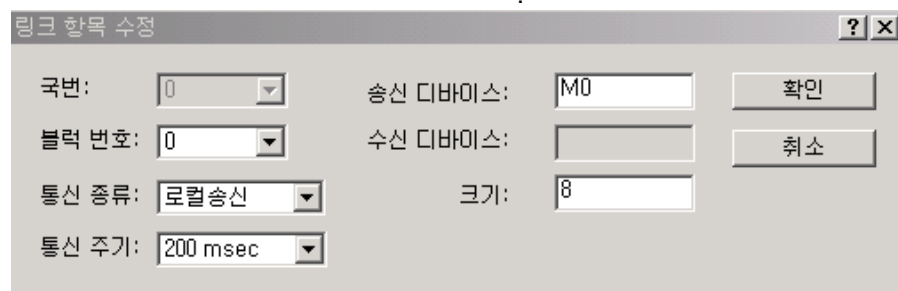 링크 항목 수정
국번: 0 송신 디바이스: M0 확인
블럭 번호: 0 수신 디바이스: 취소
통신 종류: 로컬송신 크기: 8
통신 주기: 200 msec